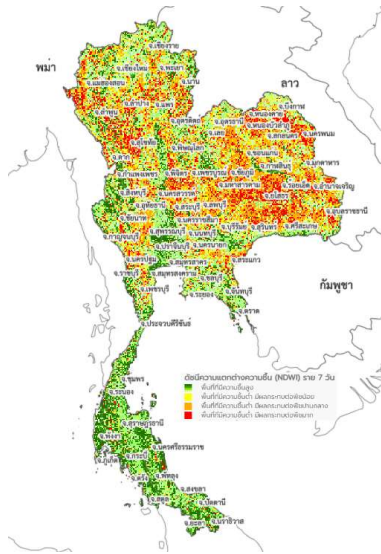 พม่า
ลาว
กัมพูชา
จ.เชียงราย
จ.เชียงใหม่
จ.พะเยา
จ.แม่ฮ่องสอน
จ.น่าน
จ.ลำปาง
จ.แพร่
จ.ลำพูน
จ.อุตรดิตถ์
จ.สุโขทัย
จ.ตาก
จ.พิษณุโลก
จ.เลย
จ.อุดรธานี
จ.บึงกาฬ
จ.หนองคาย
จ.หนองบัวลำภู
จ.นครพนม
จ.สกลนคร
จ.ขอนแก่น
จ.มุกดาหาร
จ.กาฬสินธุ์
จ.กำแพงเพชร
จ.พิจิตร
จ.เพชรบูรณ์
จ.ชัยภูมิ
จ.มหาสารคาม
จ.ร้อยเอ็ด
จ.อำนาจเจริญ
จ.ยโสธร
จ.อุบลราชธานี
จ.สิงห์บุรี
จ.นครสวรรค์
จ.อุทัยธานี
จ.สระบุรี
จ.ลพบุรี
จ.ชัยนาท
จ.นครราชสีมา
จ.บุรีรัมย์
จ.สุรินทร์
จ.ศรีสะเกษ
จ.สุพรรณบุรี
จ.นนทบุรี
จ.กาญจนบุรี
จ.ปราจีนบุรี
จ.นครนายก
จ.นครปฐม
จ.สมุทรสาคร
จ.สระแก้ว
จ.ราชบุรี
จ.สมุทรสงคราม
จ.ชลบุรี
จ.เพชรบุรี
จ.ระยอง
จ.จันทบุรี
จ.ตราด
จ.ประจวบคีรีขันธ์
ดัชนีความแตกต่างความชื้น (NDWI) ราย 7 วัน
พื้นที่ที่มีความชื้นสูง
พื้นที่ที่มีความชื้นต่ำ มีผลกระทบต่อพืชน้อย
พื้นที่ที่มีความชื้นต่ำ มีผลกระทบต่อพืชปานกลาง
พื้นที่ที่มีความชื้นต่ำ มีผลกระทบต่อพืชมาก
จ.ชุมพร
จ.ระนอง
จ.สุราษฎร์ธานี
จ.พังงา
จ.นครศรีธรรมราช
จ.กระบี่
จ.ภูเก็ต
จ.ตรัง
จ.พัทลุง
จ.สงขลา
จ.สตูล
จ.ปัตตานี
จ.ยะลา
จ.นราธิวาส